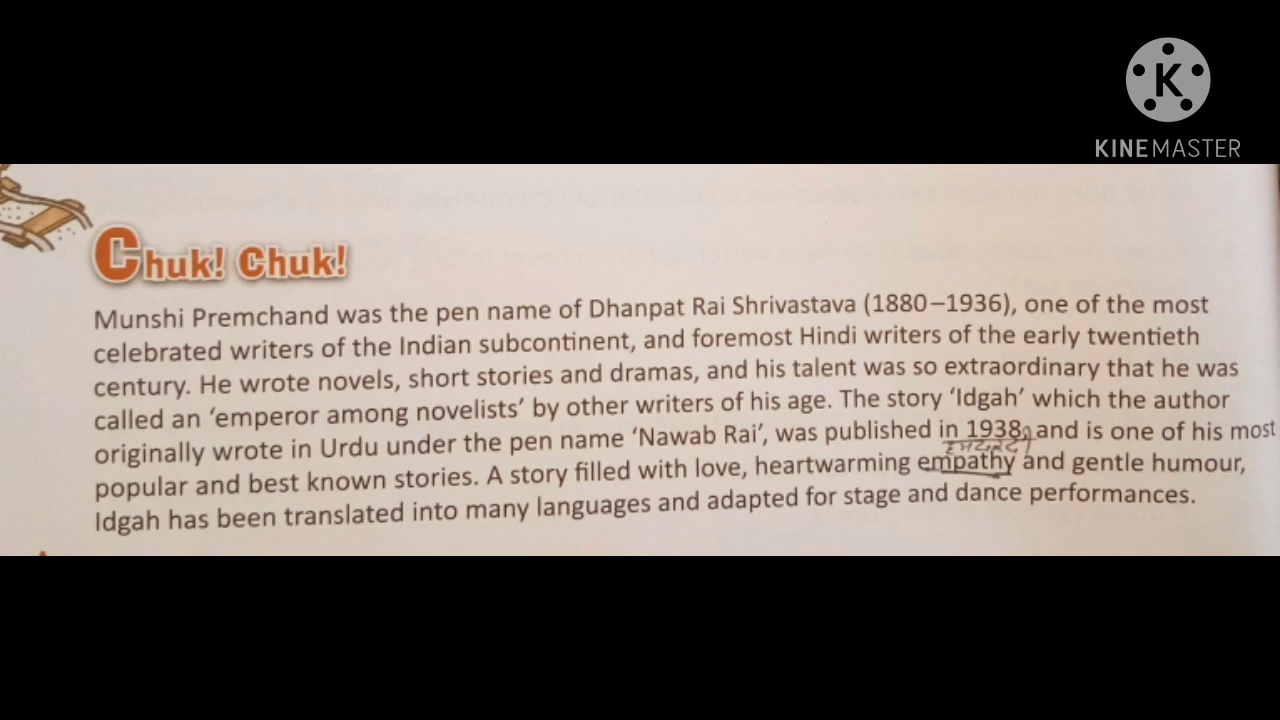 KINEMASTER
Chuk! Chuk!
Munshi Premchand was the pen name of Dhanpat Rai Shrivastava (1880–1936), one of the most
celebrated writers of the Indian subcontinent, and foremost Hindi writers of the early twentieth
century. He wrote novels, short stories and dramas, and his talent was so extraordinary that he was
called an ‘emperor among novelists’ by other writers of his age. The story ‘Idgah’ which the author
originally wrote in Urdu under the pen name ‘Nawab Rai’, was published in 1938, and is one of his most
popular and best known stories. A story filled with love, heartwarming empathy and gentle humour,
Idgah has been translated into many languages and adapted for stage and dance performances.